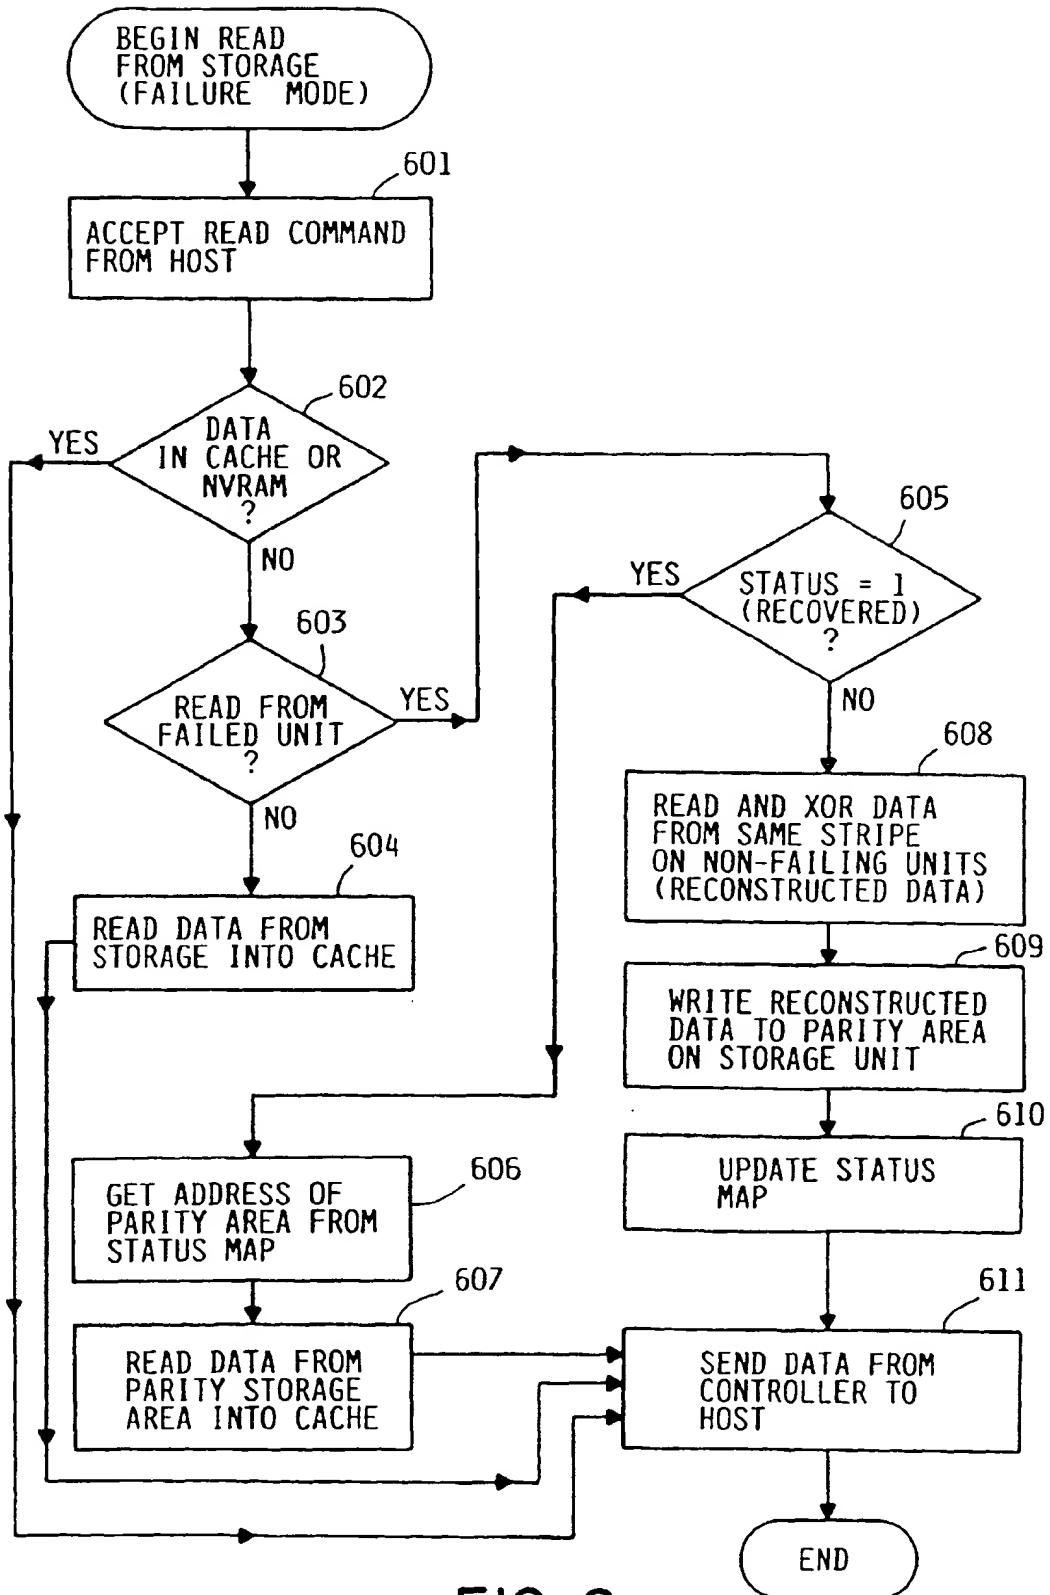 BEGIN READ
FROM STORAGE
(FAILURE MODE)
601
ACCEPT READ COMMAND
FROM HOST
602
DATA
IN CACHE OR
NVRAM
?
YES
NO
603
READ FROM
FAILED UNIT
?
YES
NO
604
READ DATA FROM
STORAGE INTO CACHE
605
STATUS = 1
(RECOVERED)
?
YES
NO
606
GET ADDRESS OF
PARITY AREA FROM
STATUS MAP
607
READ DATA FROM
PARITY STORAGE
AREA INTO CACHE
608
READ AND XOR DATA
FROM SAME STRIPE
ON NON-FAILING UNITS
(RECONSTRUCTED DATA)
609
WRITE RECONSTRUCTED
DATA TO PARITY AREA
ON STORAGE UNIT
610
UPDATE STATUS
MAP
611
SEND DATA FROM
CONTROLLER TO
HOST
END